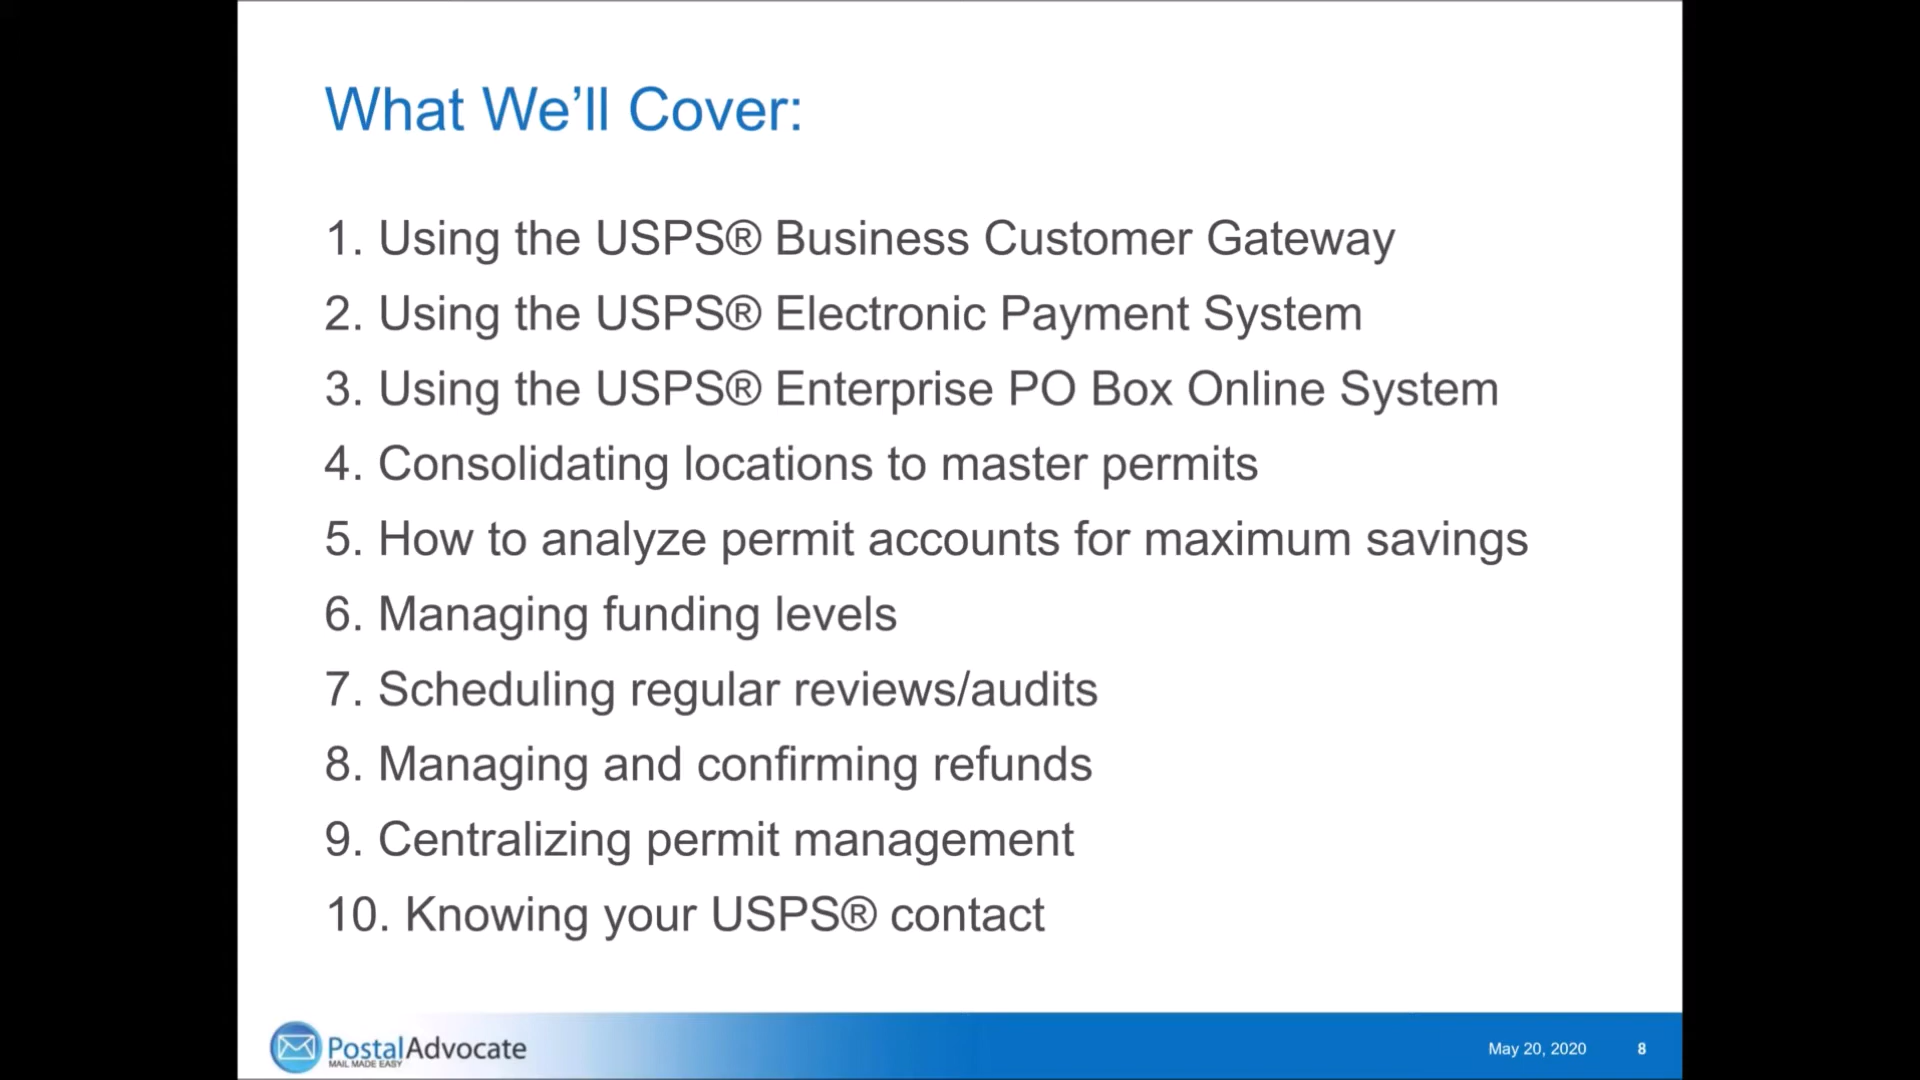 What We’ll Cover:
1. Using the USPS® Business Customer Gateway
2. Using the USPS® Electronic Payment System
3. Using the USPS® Enterprise PO Box Online System
4. Consolidating locations to master permits
5. How to analyze permit accounts for maximum savings
6. Managing funding levels
7. Scheduling regular reviews/audits
8. Managing and confirming refunds
9. Centralizing permit management
10. Knowing your USPS® contact
PostalAdvocate
MAIL MADE EASY
May 20, 2020 8